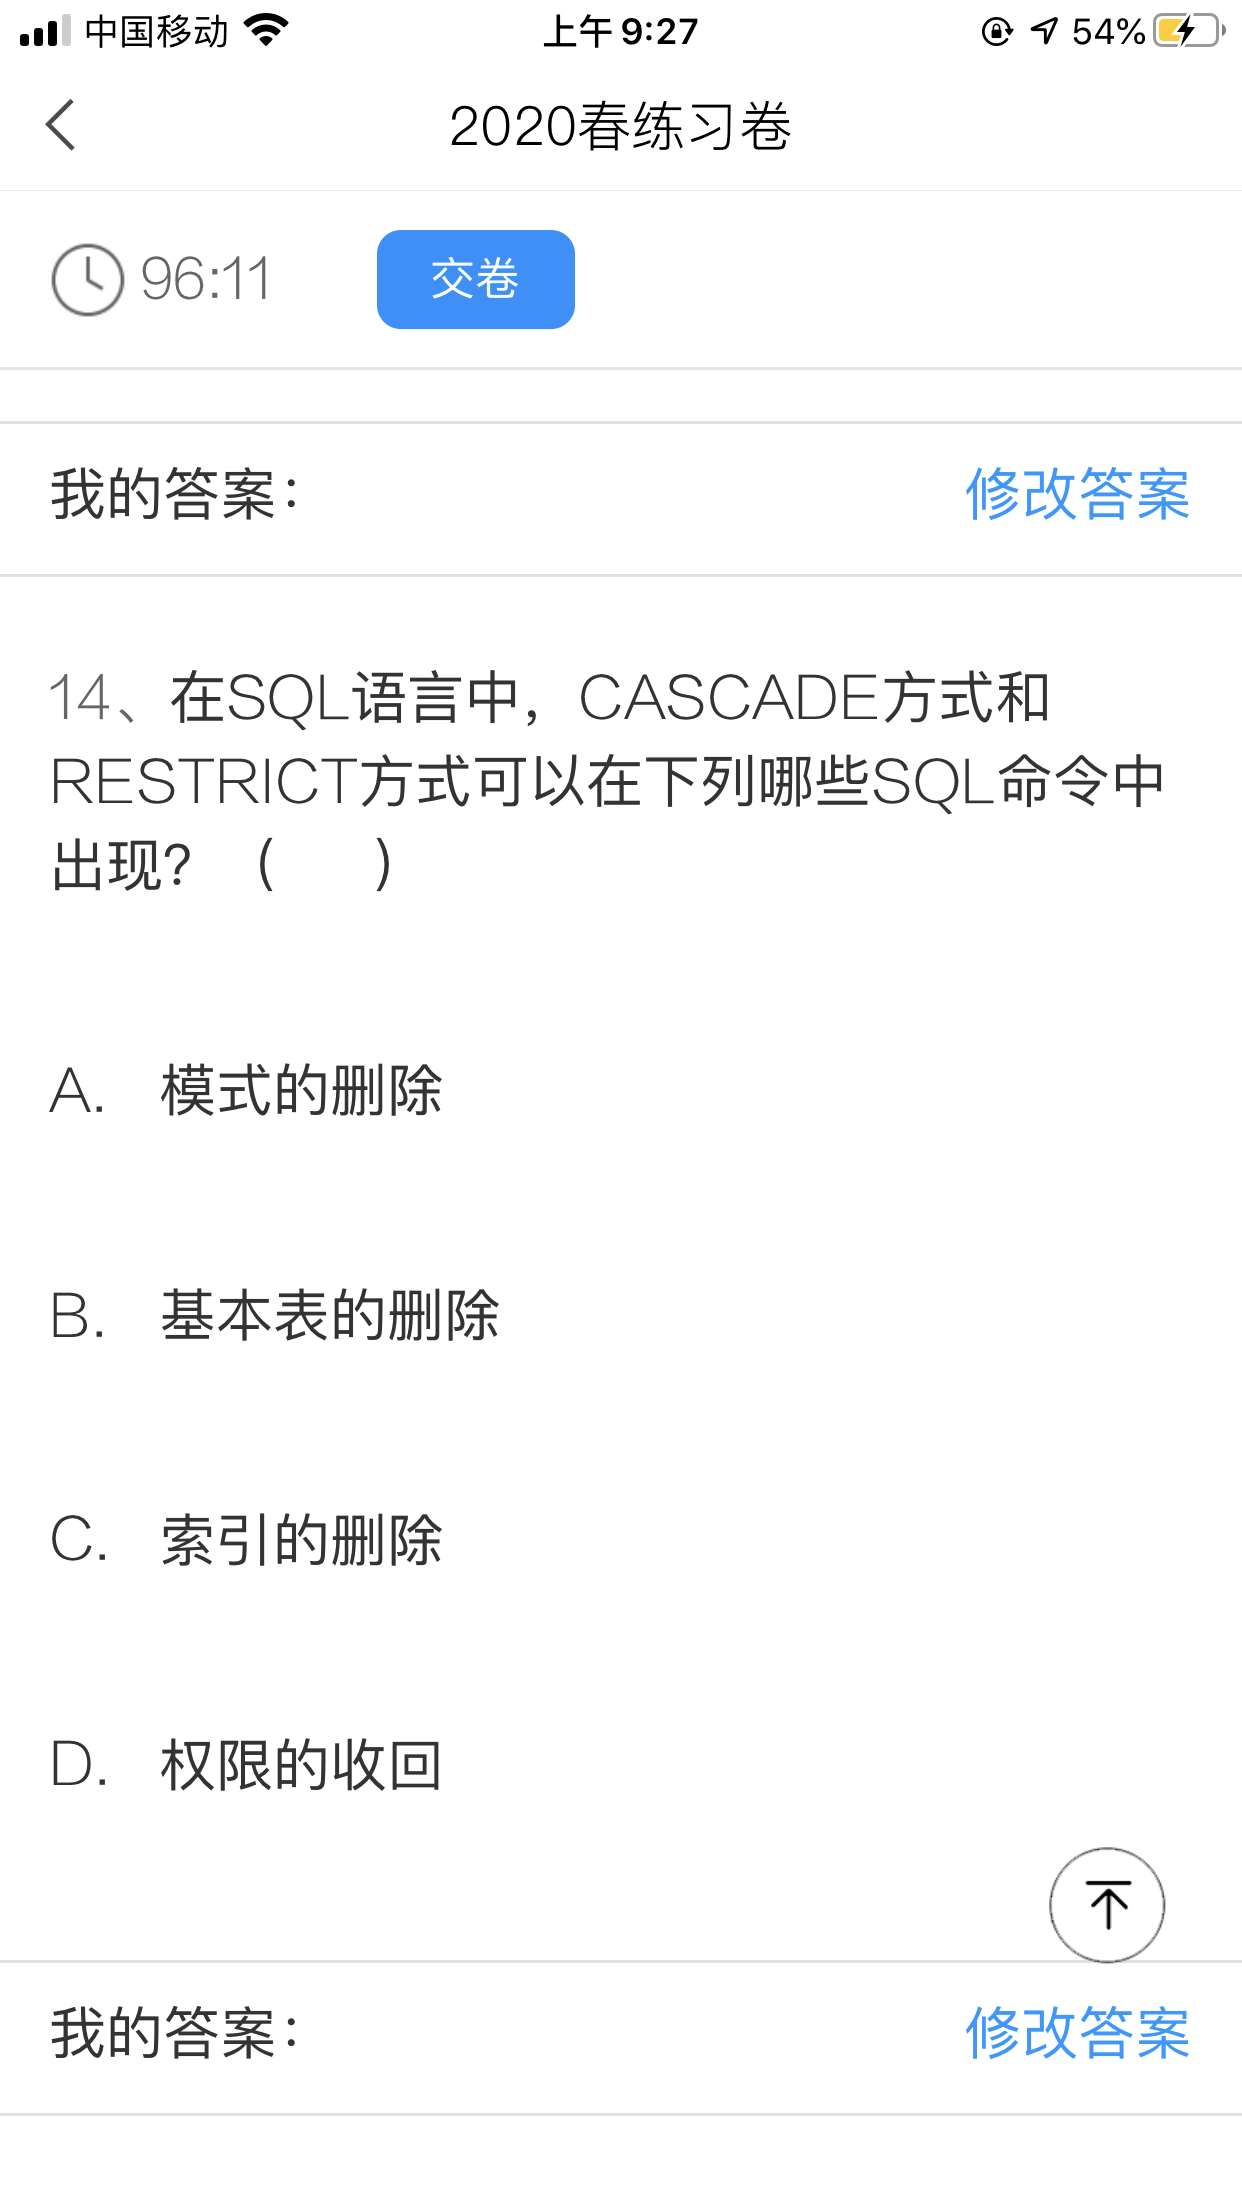 中国移动
上午 9:27
54%
2020春练习卷
96:11
交卷
我的答案：
修改答案
14、在SQL语言中，CASCADE方式和
RESTRICT方式可以在下列哪些SQL命令中
出现？（    ）
A. 模式的删除
B. 基本表的删除
C. 索引的删除
D. 权限的收回
我的答案：
修改答案